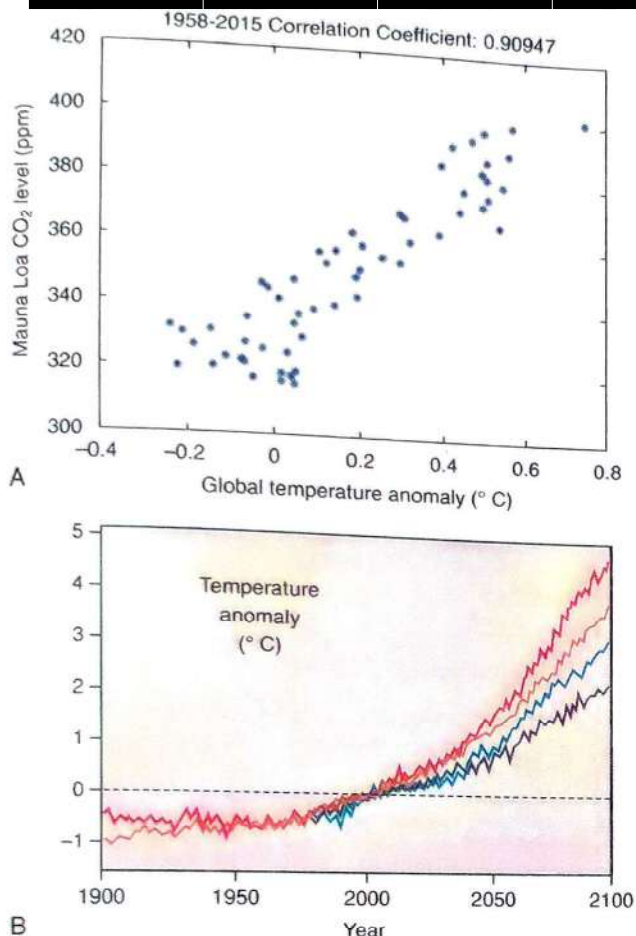 1958-2015 Correlation Coefficient: 0.90947
420
400
380
360
340
320
300
Mauna Loa CO₂ level (ppm)
−0.4
−0.2
0
0.2
0.4
0.6
0.8
Global temperature anomaly (° C)
A
5
4
3
2
1
0
−1
Temperature
anomaly
(° C)
1900
1950
2000
2050
2100
Year
B